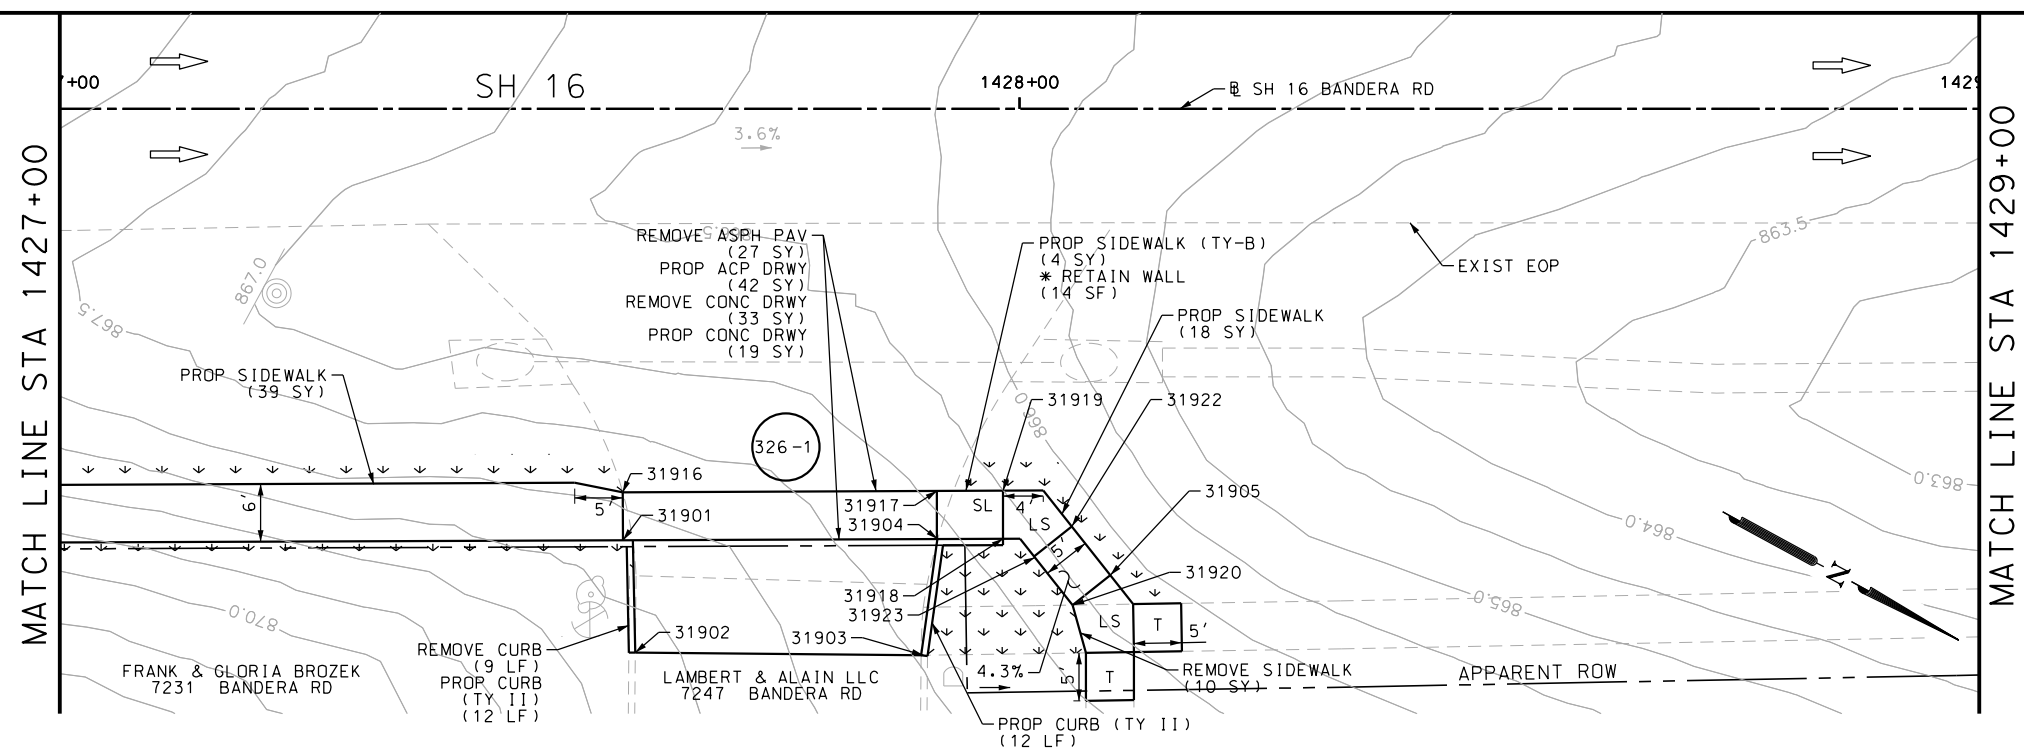 +00
SH 16
1428+00
℄ SH 16 BANDERA RD
1429
3.6%
MATCH LINE STA 1427+00
MATCH LINE STA 1429+00
REMOVE ASPH PAV
(27 SY)
PROP ACP DRWY
(42 SY)
REMOVE CONC DRWY
(33 SY)
PROP CONC DRWY
(19 SY)
PROP SIDEWALK (TY-B)
(4 SY)
* RETAIN WALL
(14 SF)
EXIST EOP
863.5
867.0
867.5
PROP SIDEWALK
(18 SY)
PROP SIDEWALK
(39 SY)
31919
31922
866.0
326-1
31916
31917
SL
4'
31905
863.0
6'
5'
31901
31904
LS
5'
864.0
N
31918
31923
31920
865.0
870.0
31902
31903
LS
T
5'
REMOVE CURB
(9 LF)
PROP CURB
(TY II)
(12 LF)
FRANK & GLORIA BROZEK
7231 BANDERA RD
LAMBERT & ALAIN LLC
7247 BANDERA RD
4.3%
5'
T
REMOVE SIDEWALK
(10 SY)
APPARENT ROW
PROP CURB (TY II)
(12 LF)